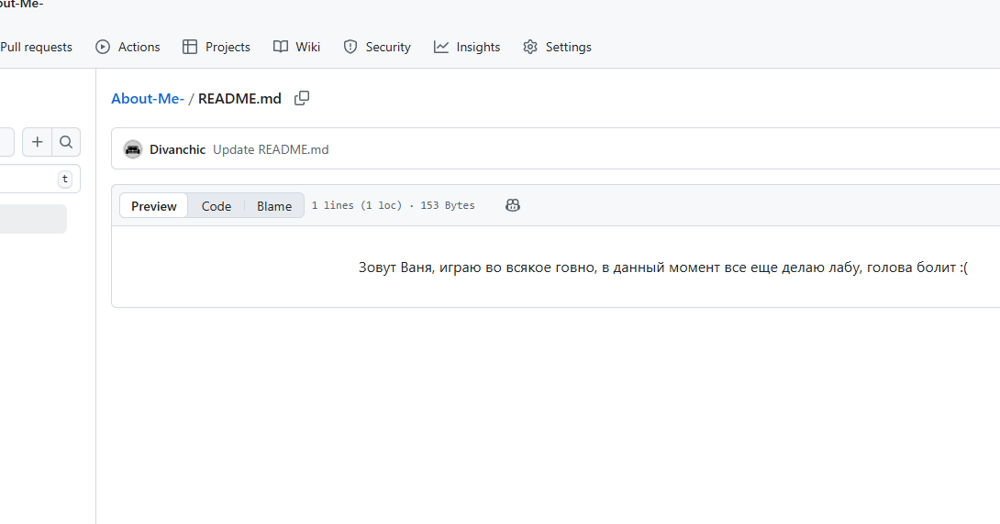 out-Me-
Pull requests Actions Projects Wiki Security Insights Settings
About-Me- / README.md
t
Divanchic Update README.md
Preview Code Blame 1 lines (1 loc) · 153 Bytes
Зовут Ваня, играю во всякое говно, в данный момент все еще делаю лабу, голова болит :(